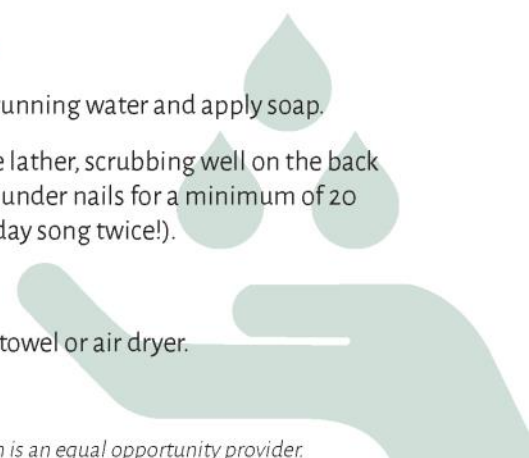 running water and apply soap.
e lather, scrubbing well on the back
under nails for a minimum of 20
day song twice!).
towel or air dryer.
n is an equal opportunity provider.